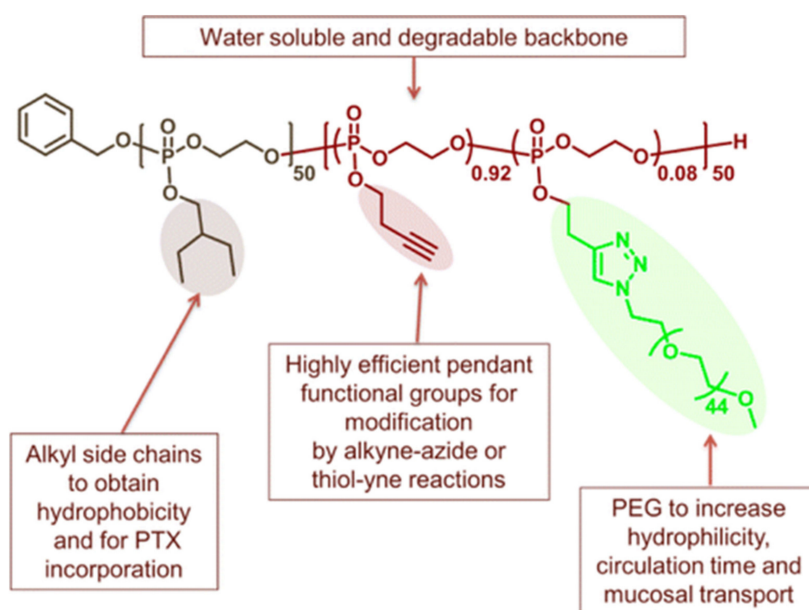 Water soluble and degradable backbone
O
O
O
O P O O
50
P O O
0.92
P O O
0.08
50
H
O
O
O
N
N
N
O
44
O
Highly efficient pendant
functional groups for
modification
by alkyne-azide or
thiol-yne reactions
Alkyl side chains
to obtain
hydrophobicity
and for PTX
incorporation
PEG to increase
hydrophilicity,
circulation time and
mucosal transport